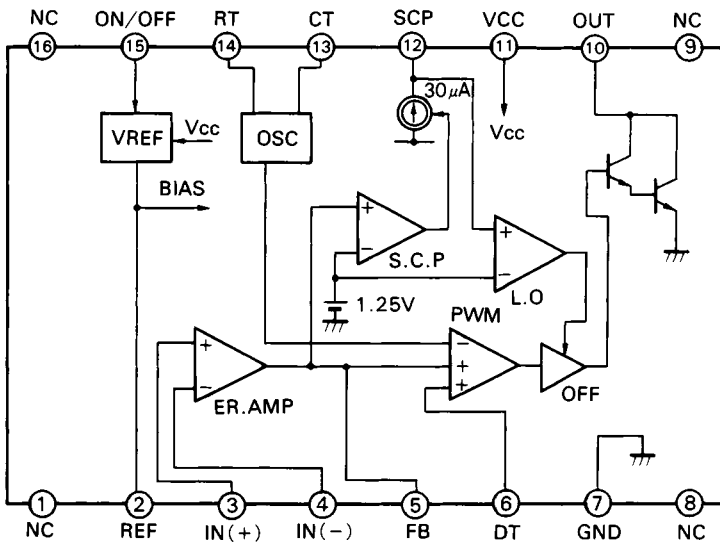 NC ON/OFF RT CT SCP VCC OUT NC
16 15 14 13 12 11 10 9
30μA
VREF Vcc OSC Vcc
BIAS
+
−
S.C.P
+
−
L.O
1.25V
PWM
+
−
ER.AMP
−
+
+
OFF
1 2 3 4 5 6 7 8
NC REF IN(+) IN(−) FB DT GND NC